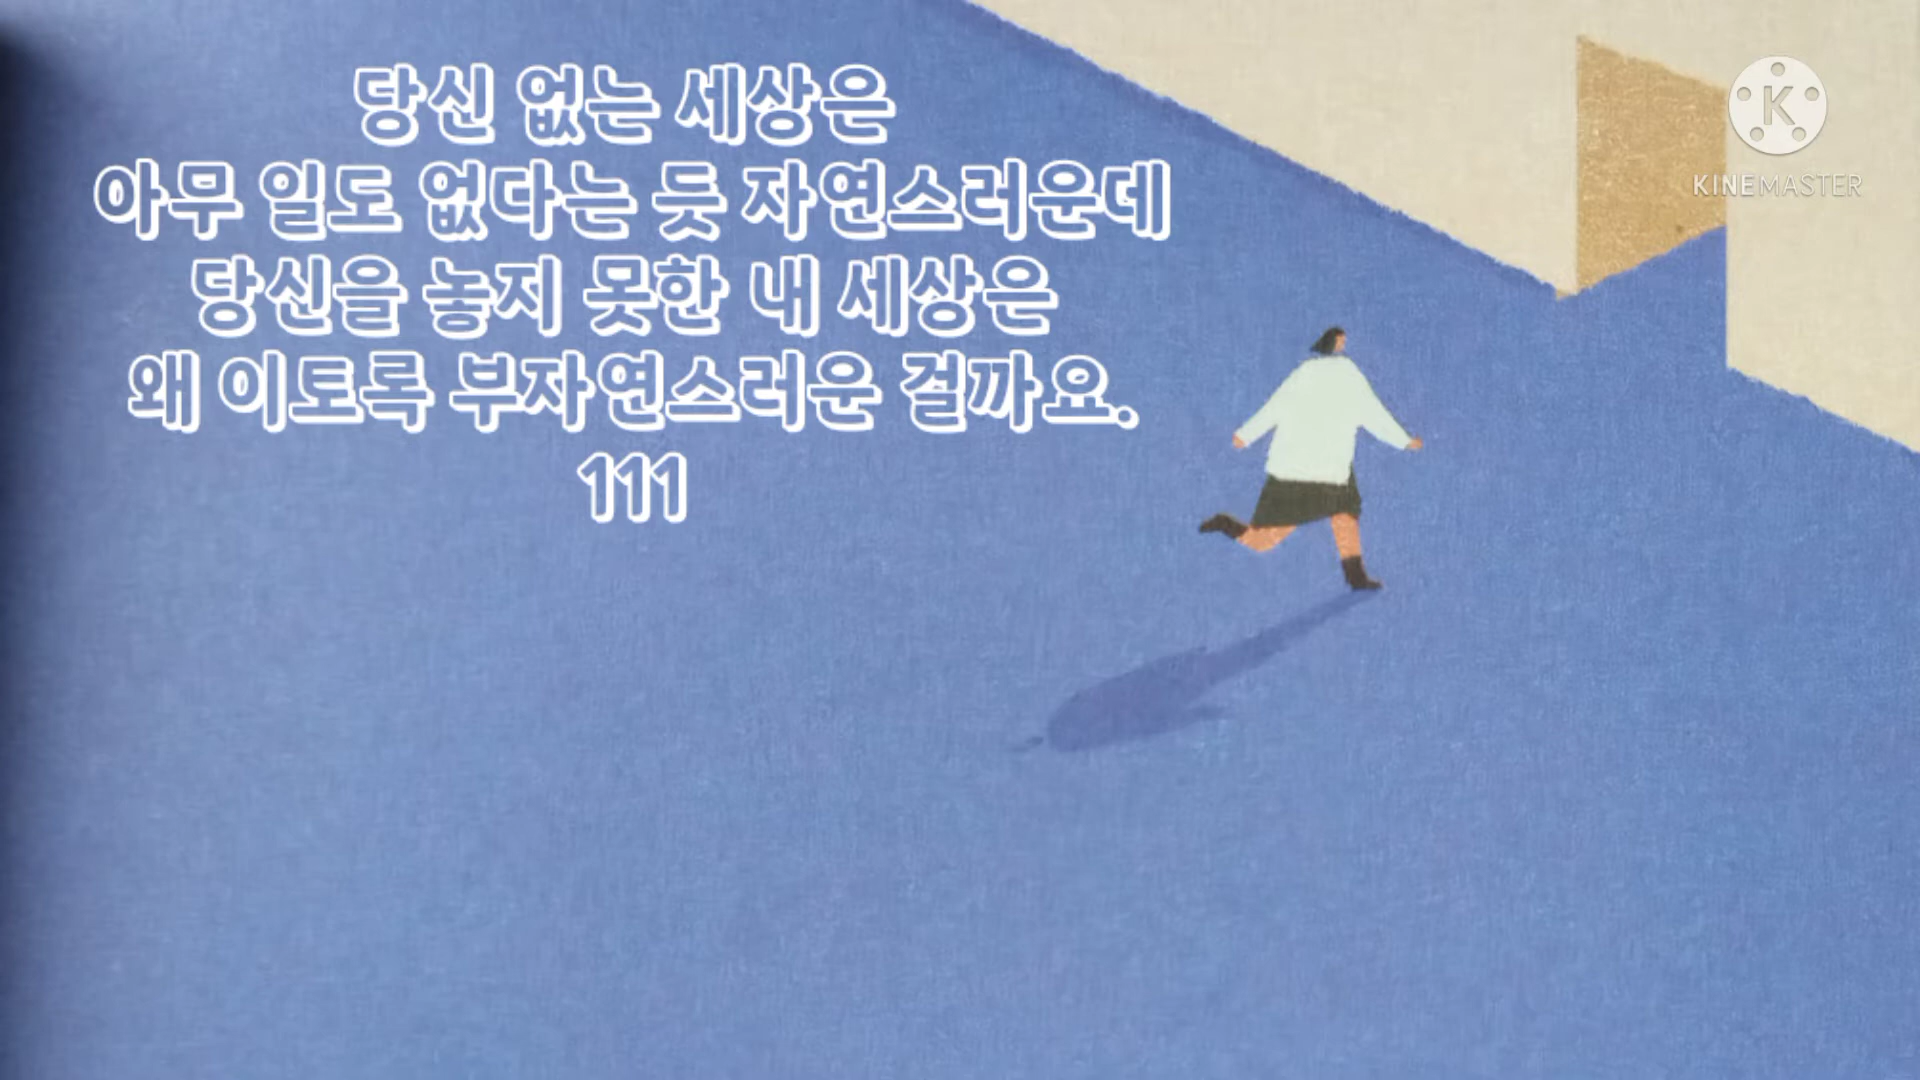 당신 없는 세상은
아무 일도 없다는 듯 자연스러운데
당신을 놓지 못한 내 세상은
왜 이토록 부자연스러운 걸까요.
111
K
KINEMASTER